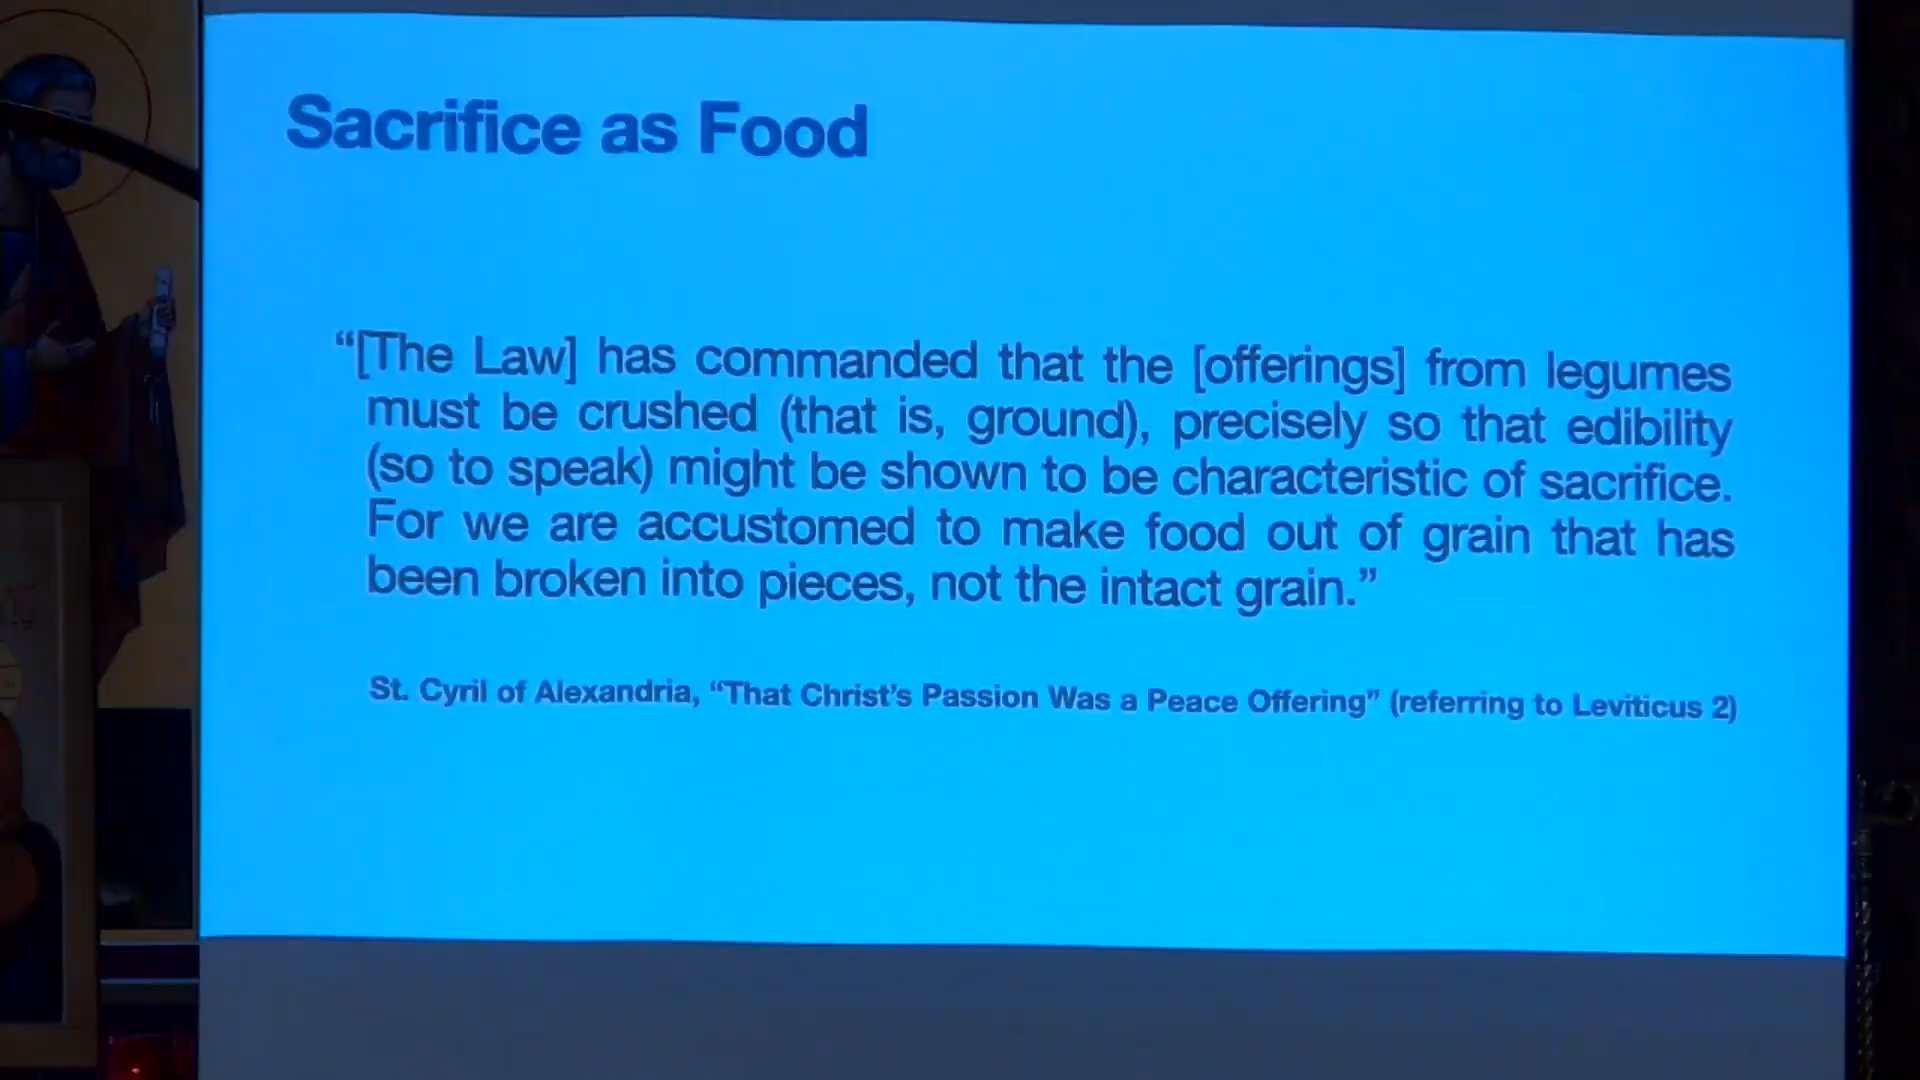 Sacrifice as Food
“[The Law] has commanded that the [offerings] from legumes
must be crushed (that is, ground), precisely so that edibility
(so to speak) might be shown to be characteristic of sacrifice.
For we are accustomed to make food out of grain that has
been broken into pieces, not the intact grain.”
St. Cyril of Alexandria, “That Christ’s Passion Was a Peace Offering” (referring to Leviticus 2)